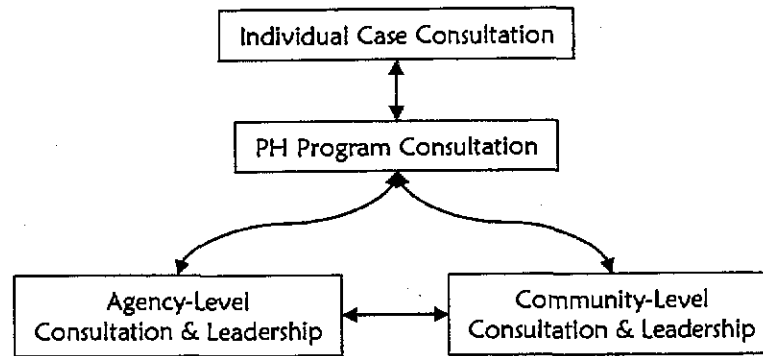 Individual Case Consultation
PH Program Consultation
Agency-Level
Consultation & Leadership
Community-Level
Consultation & Leadership